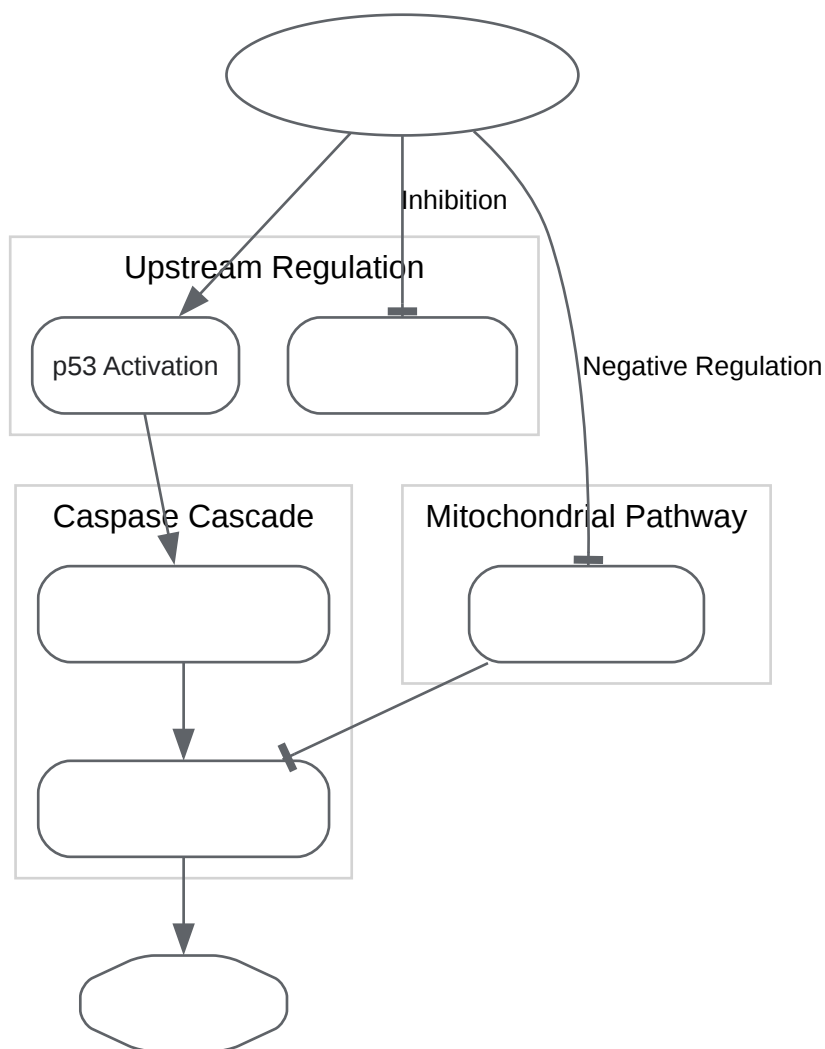 Inhibition
Upstream Regulation
p53 Activation
Negative Regulation
Caspase Cascade
Mitochondrial Pathway